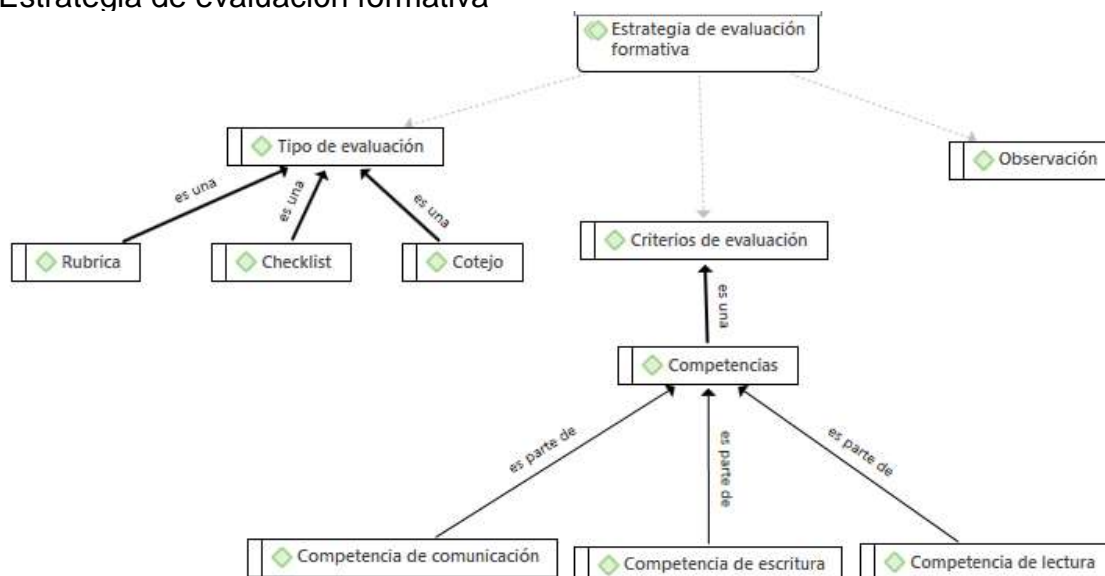 Estrategia de evaluación formativa
Estrategia de evaluación
formativa
Tipo de evaluación
Observación
es una
es una
es una
Rubrica
Checklist
Cotejo
Criterios de evaluación
es una
Competencias
es parte de
es parte de
es parte de
Competencia de comunicación
Competencia de escritura
Competencia de lectura